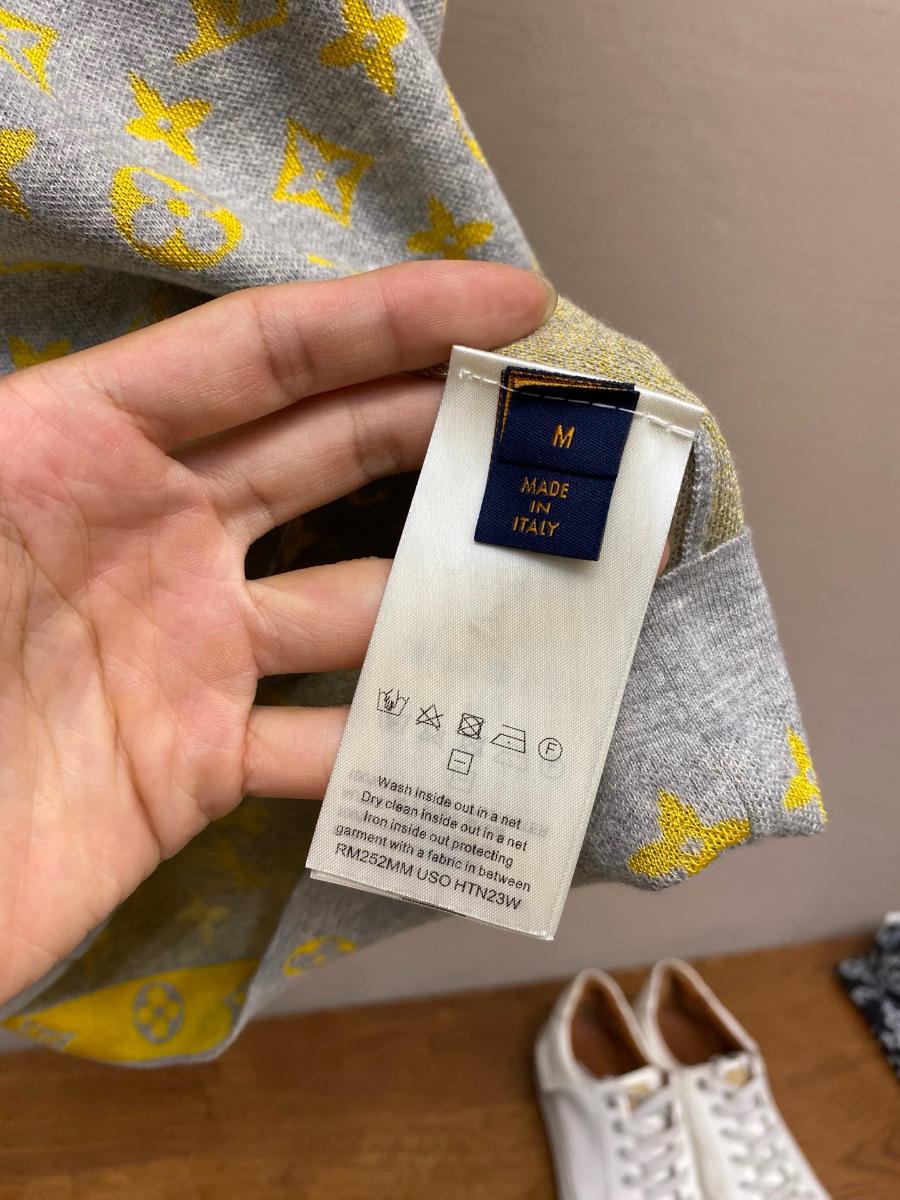 M
MADE
IN
ITALY
F
Wash inside out in a net
Dry clean inside out in a net
Iron inside out protecting
garment with a fabric in between
RM252MM USO HTN23W